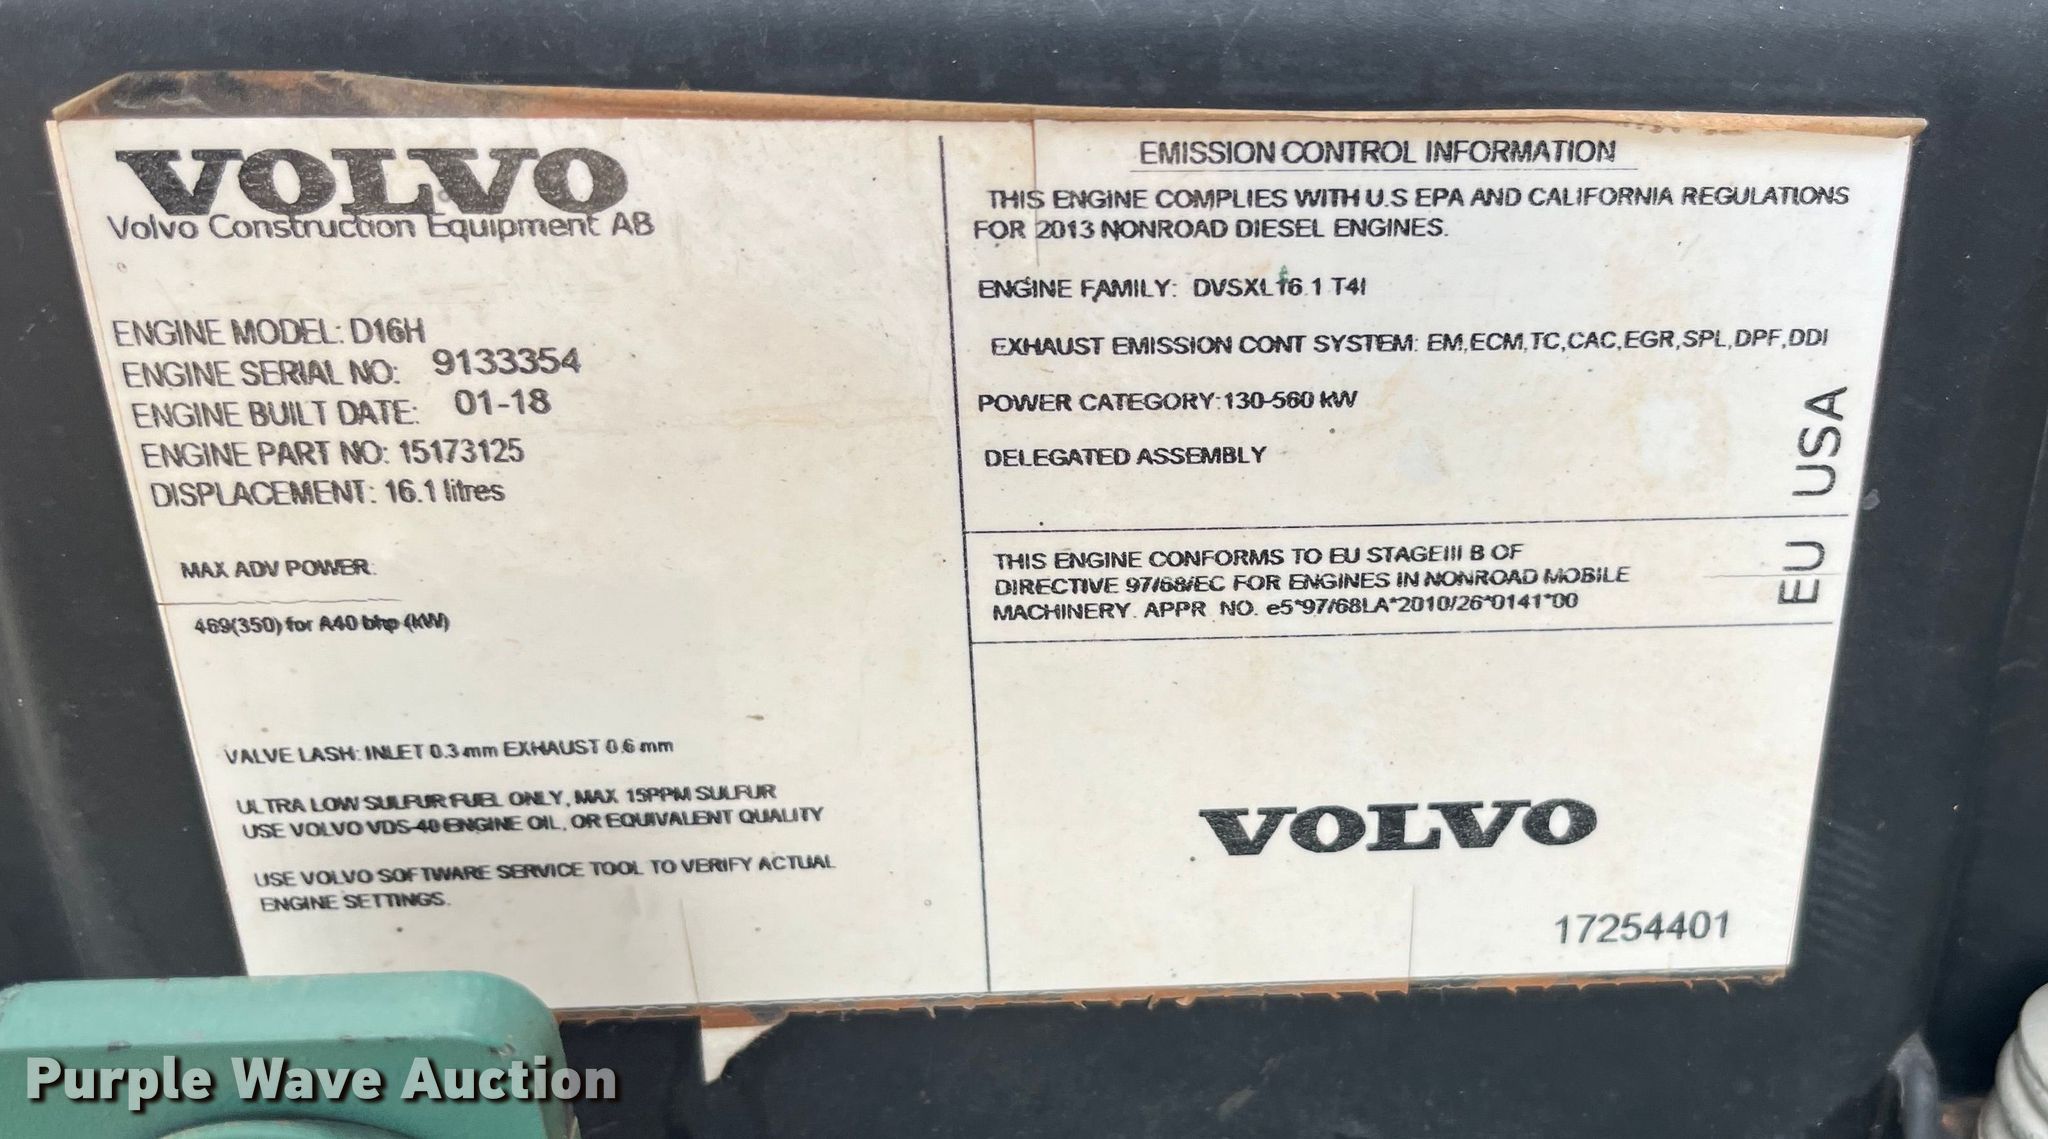 VOLVO
Volvo Construction Equipment AB
ENGINE MODEL: D16H
ENGINE SERIAL NO: 9133354
ENGINE BUILT DATE: 01-18
ENGINE PART NO: 15173125
DISPLACEMENT: 16.1 litres
MAX ADV POWER:
469(350) for A40 bhp (kW)
VALVE LASH: INLET 0.3 mm EXHAUST 0.6 mm
ULTRA LOW SULFUR FUEL ONLY, MAX 15PPM SULFUR
USE VOLVO VDS-40 ENGINE OIL, OR EQUIVALENT QUALITY
USE VOLVO SOFTWARE SERVICE TOOL TO VERIFY ACTUAL
ENGINE SETTINGS.
EMISSION CONTROL INFORMATION
THIS ENGINE COMPLIES WITH U.S EPA AND CALIFORNIA REGULATIONS
FOR 2013 NONROAD DIESEL ENGINES.
ENGINE FAMILY: DVSXL16.1 T4I
EXHAUST EMISSION CONT SYSTEM: EM,ECM,TC,CAC,EGR,SPL,DPF,DDI
POWER CATEGORY:130-560 kW
DELEGATED ASSEMBLY
USA
THIS ENGINE CONFORMS TO EU STAGEIII B OF
DIRECTIVE 97/68/EC FOR ENGINES IN NONROAD MOBILE
MACHINERY. APPR. NO. e5*97/68LA*2010/26*0141*00
EU
VOLVO
17254401
Purple Wave Auction